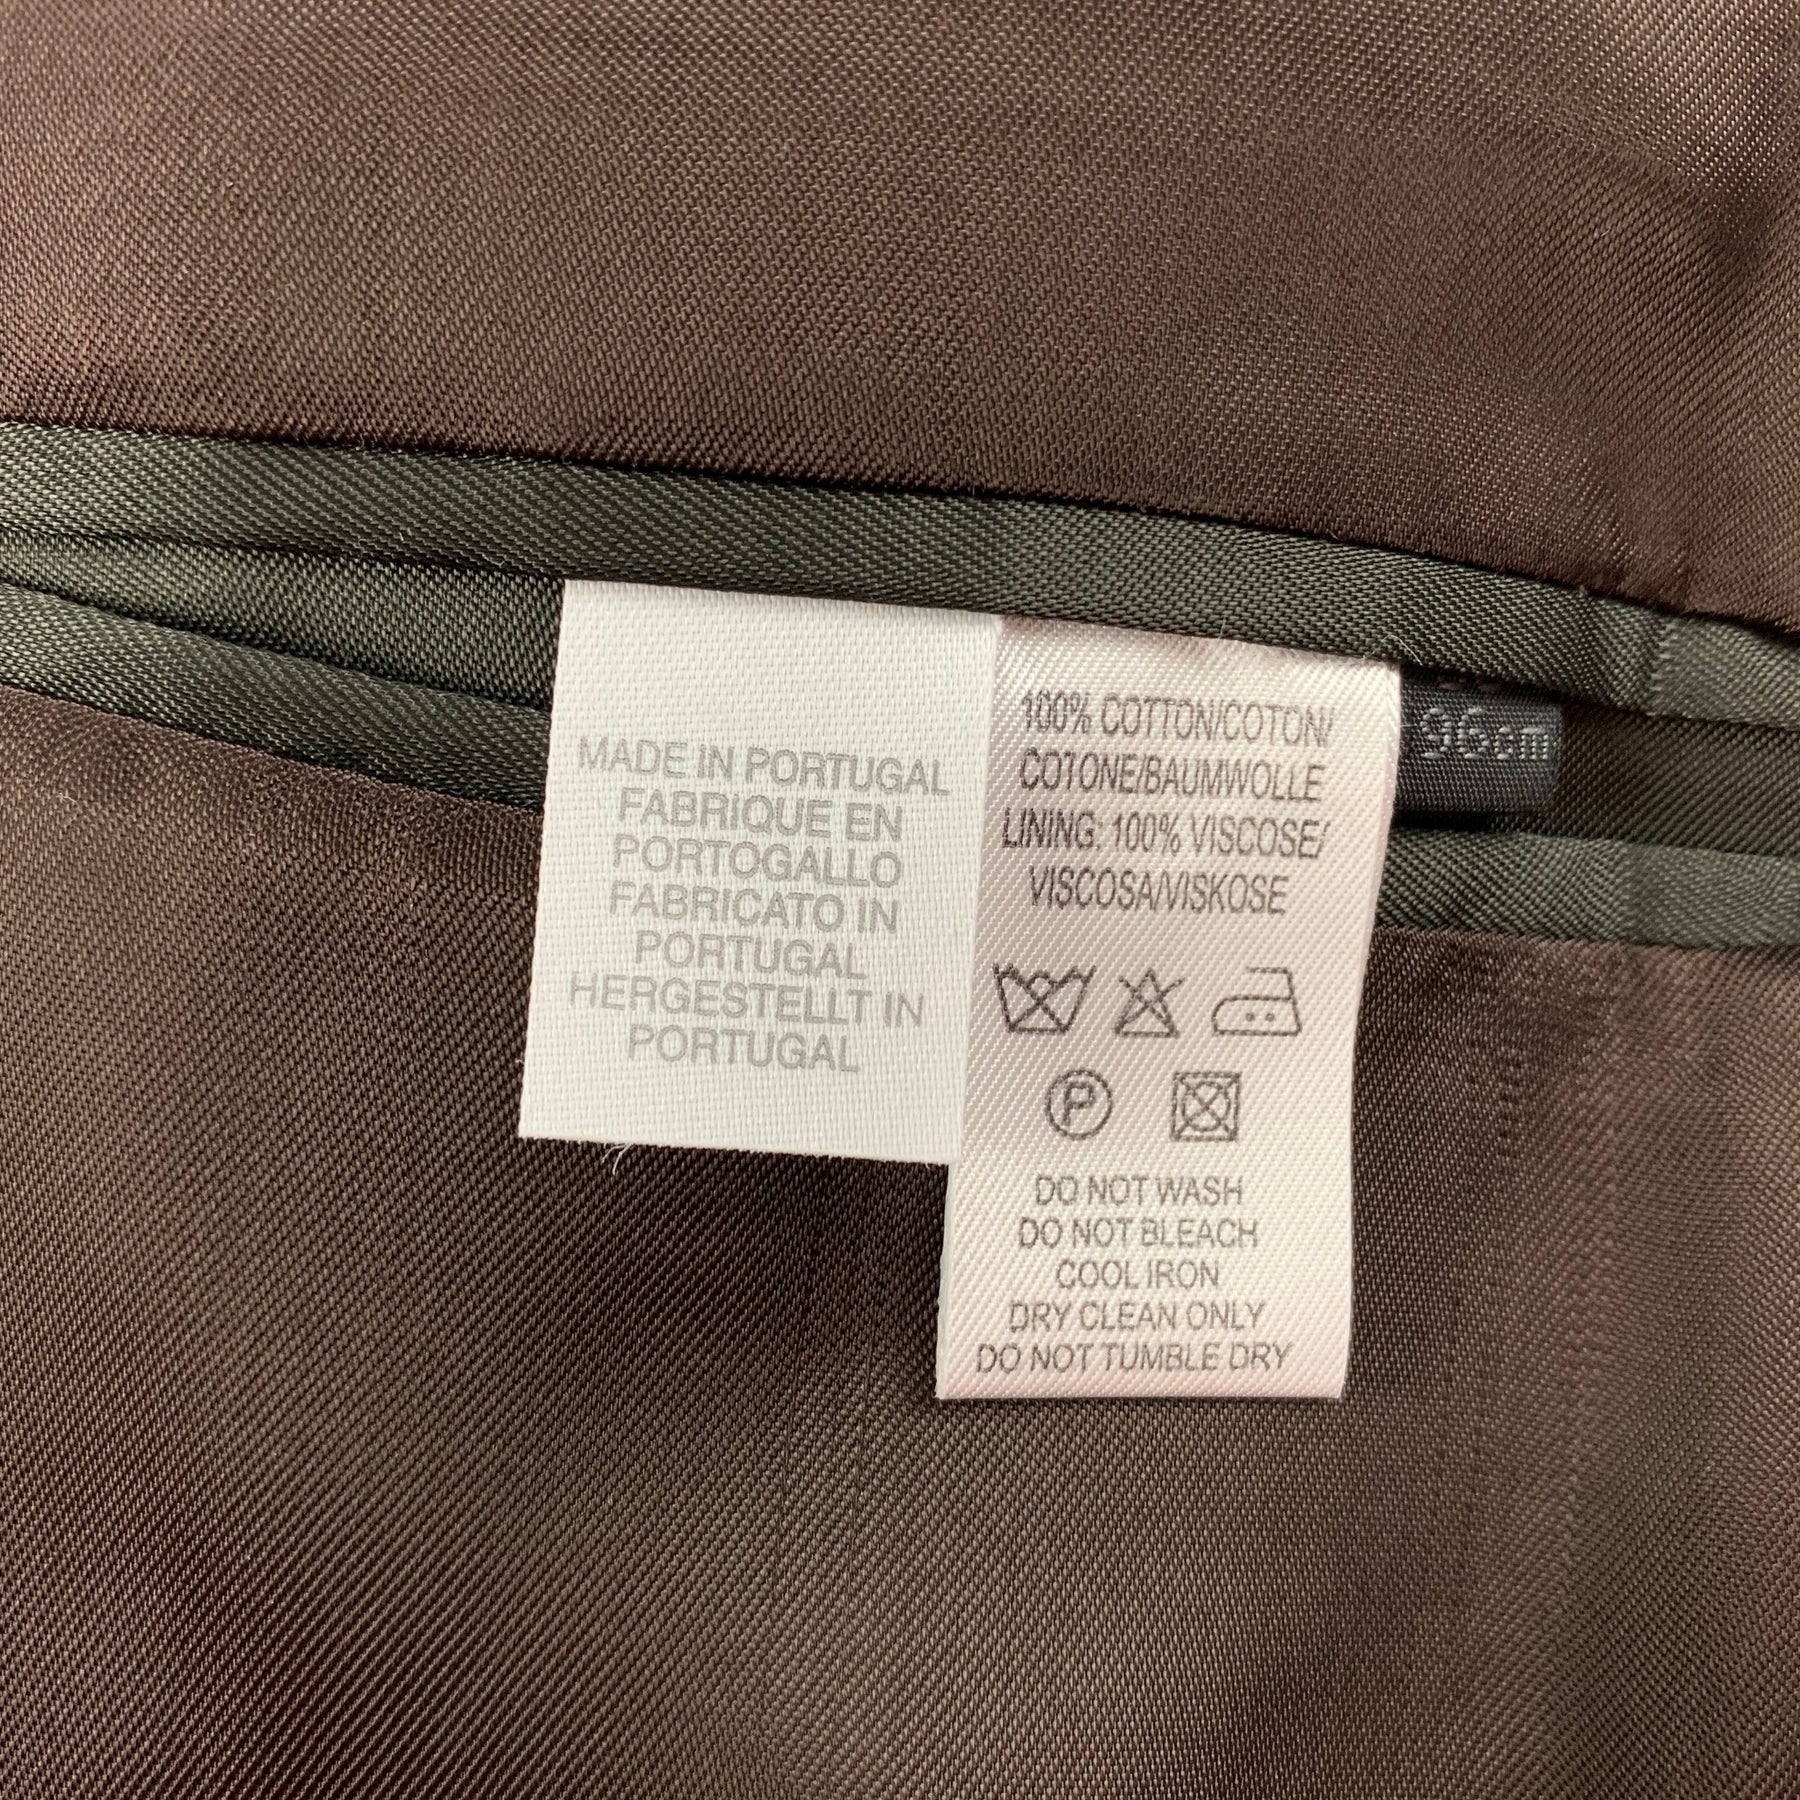 MADE IN PORTUGAL
FABRIQUE EN
PORTOGALLO
FABRICATO IN
PORTUGAL
HERGESTELLT IN
PORTUGAL
100% COTTON/COTON/
COTONE/BAUMWOLLE
LINING: 100% VISCOSE/
VISCOSA/VISKOSE
P
DO NOT WASH
DO NOT BLEACH
COOL IRON
DRY CLEAN ONLY
DO NOT TUMBLE DRY
96cm